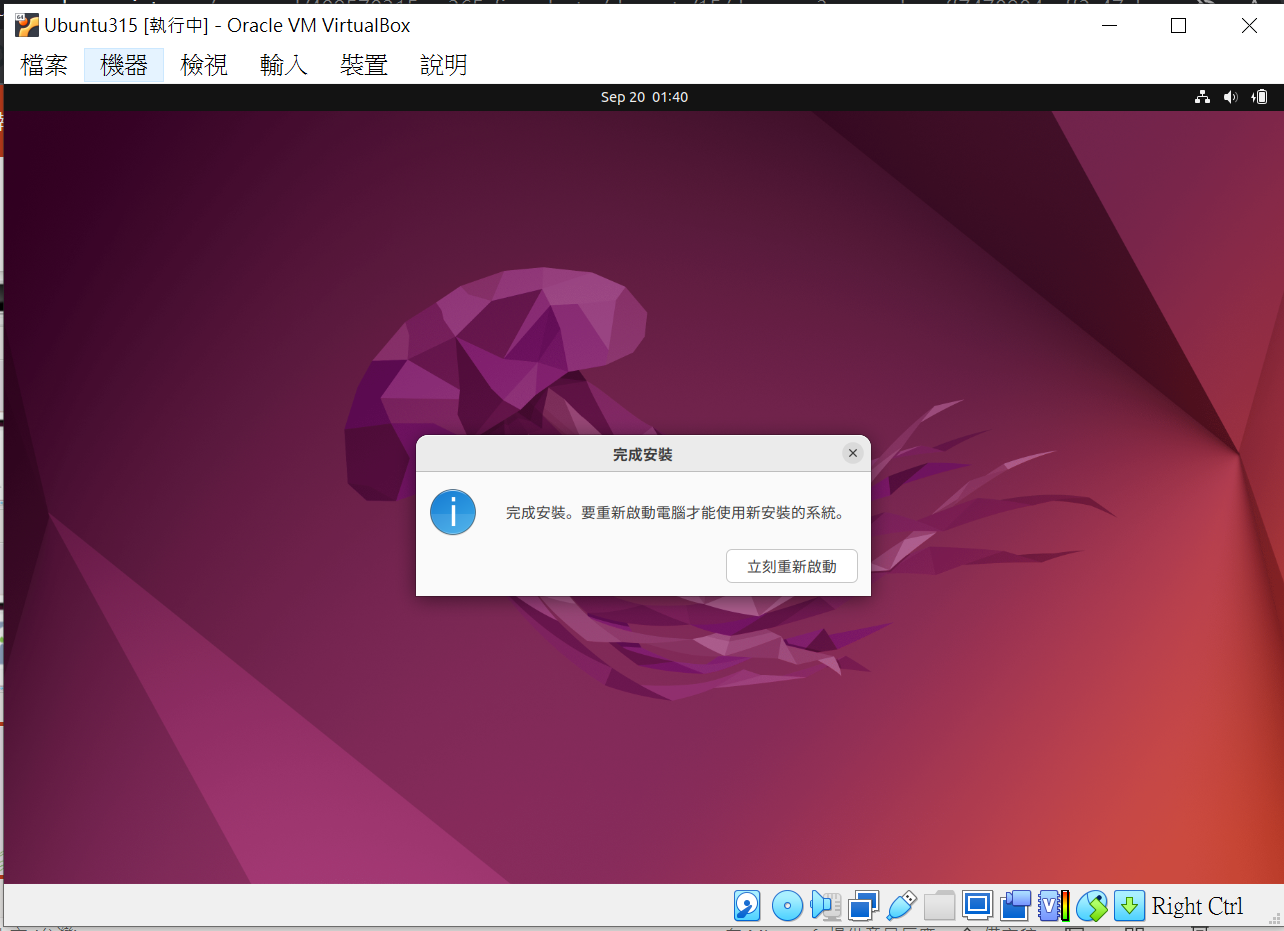 Ubuntu315 [執行中] - Oracle VM VirtualBox
檔案 機器 檢視 輸入 裝置 說明
Sep 20 01:40
完成安裝
完成安裝。要重新啟動電腦才能使用新安裝的系統。
立刻重新啟動
Right Ctrl